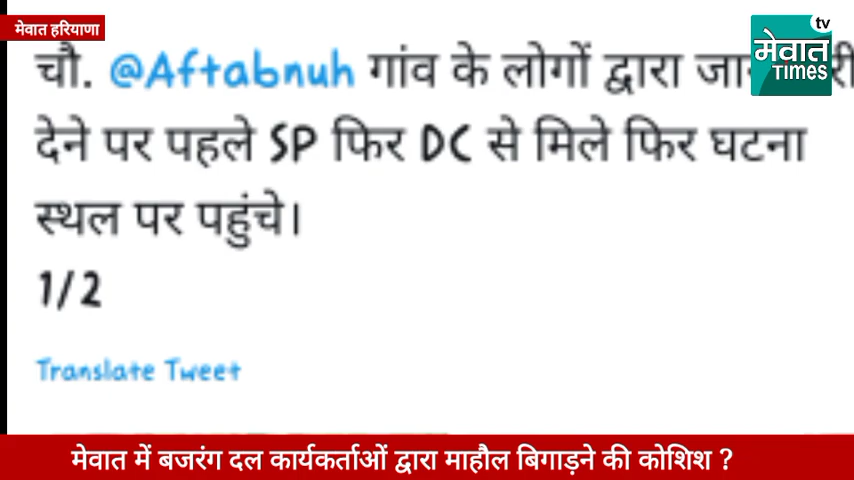 मेवात हरियाणा
tv
मेवात
TIMES
चौ. @Aftabnuh गांव के लोगों द्वारा
देने पर पहले SP फिर DC से मिले फिर घटना
स्थल पर पहुंचे।
1/2
Translate Tweet
मेवात में बजरंग दल कार्यकर्ताओं द्वारा माहौल बिगाड़ने की कोशिश ?